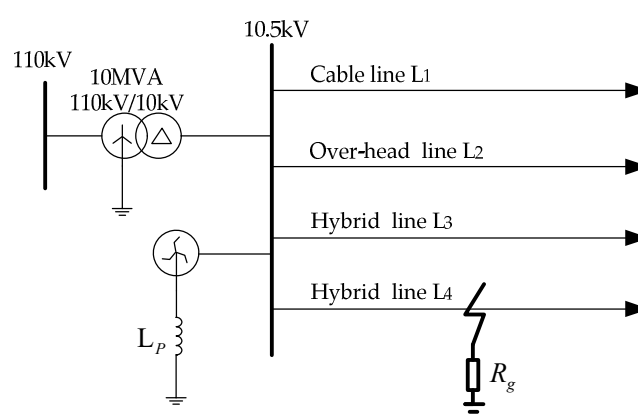 10.5kV
110kV
10MVA
110kV/10kV
Cable line L1
Over-head line L2
Hybrid line L3
Hybrid line L4
LP
Rg